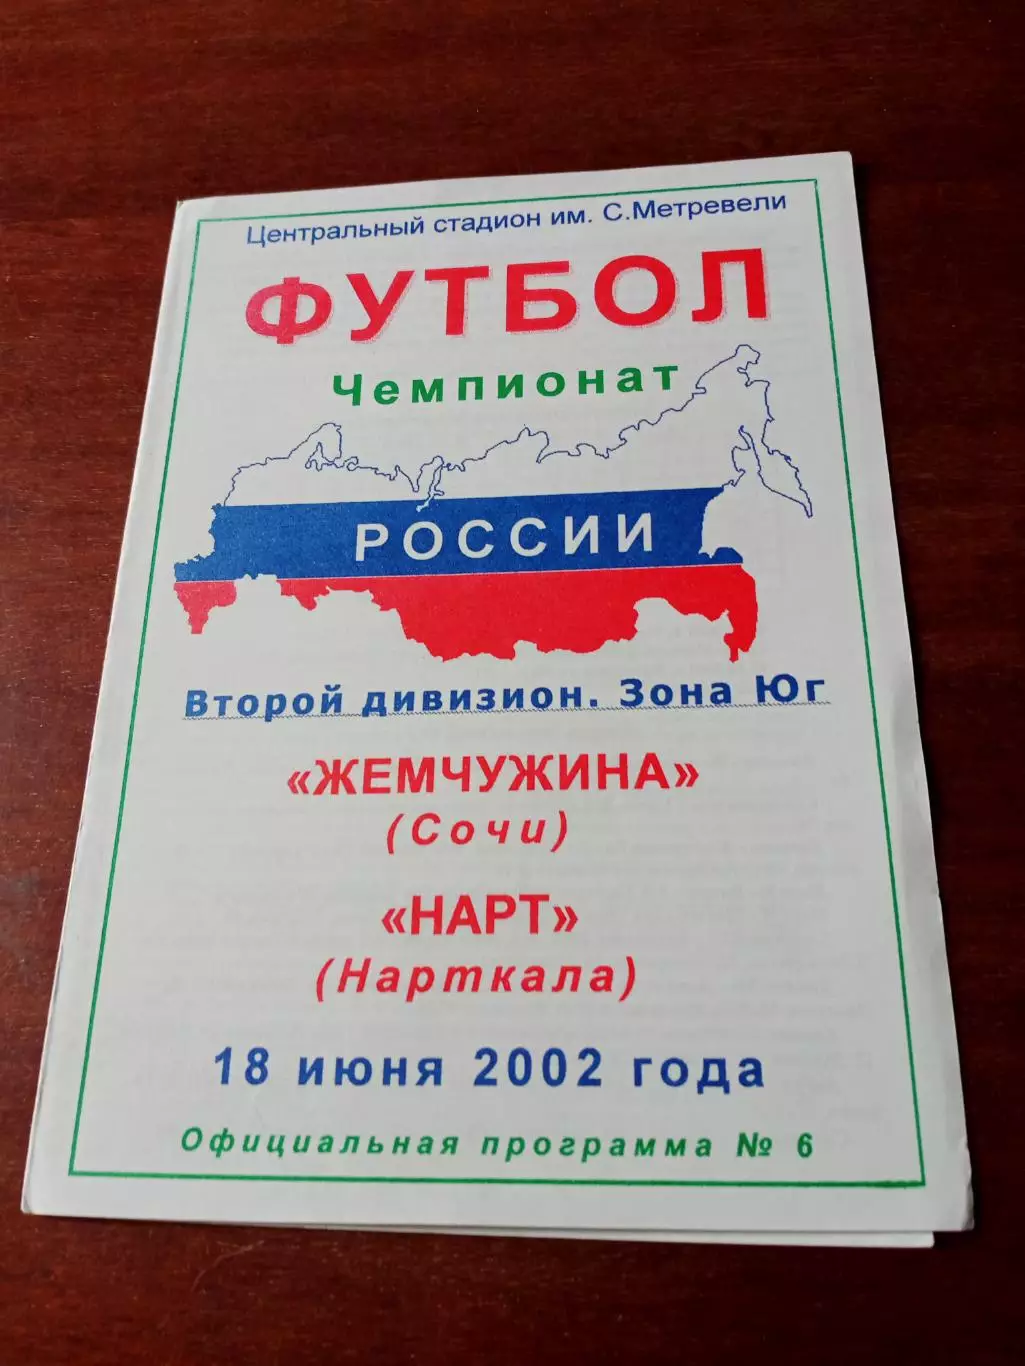 Центральный стадион им. С.Метревели
ФУТБОЛ
Чемпионат
РОССИИ
Второй дивизион. Зона Юг
«ЖЕМЧУЖИНА»
(Сочи)
«НАРТ»
(Нарткала)
18 июня 2002 года
Официальная программа № 6